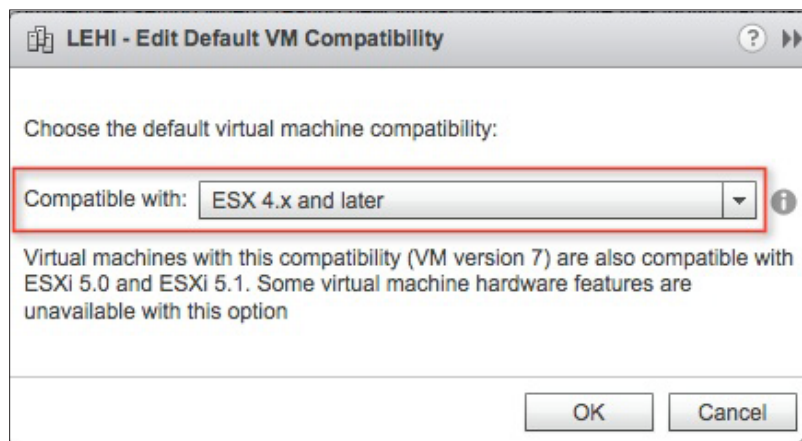 LEHI - Edit Default VM Compatibility
Choose the default virtual machine compatibility:
Compatible with: ESX 4.x and later
Virtual machines with this compatibility (VM version 7) are also compatible with
ESXi 5.0 and ESXi 5.1. Some virtual machine hardware features are
unavailable with this option
OK Cancel